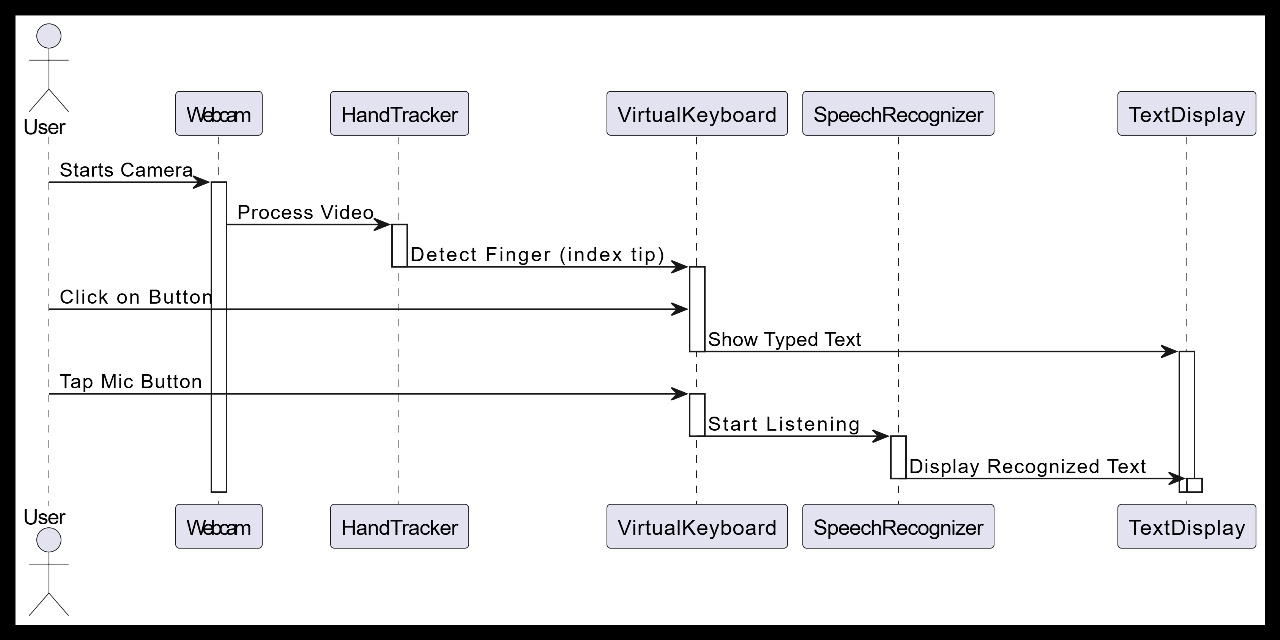 User
Webcam
HandTracker
VirtualKeyboard
SpeechRecognizer
TextDisplay
Starts Camera
Process Video
Detect Finger (index tip)
Click on Button
Show Typed Text
Tap Mic Button
Start Listening
Display Recognized Text
User
Webcam
HandTracker
VirtualKeyboard
SpeechRecognizer
TextDisplay